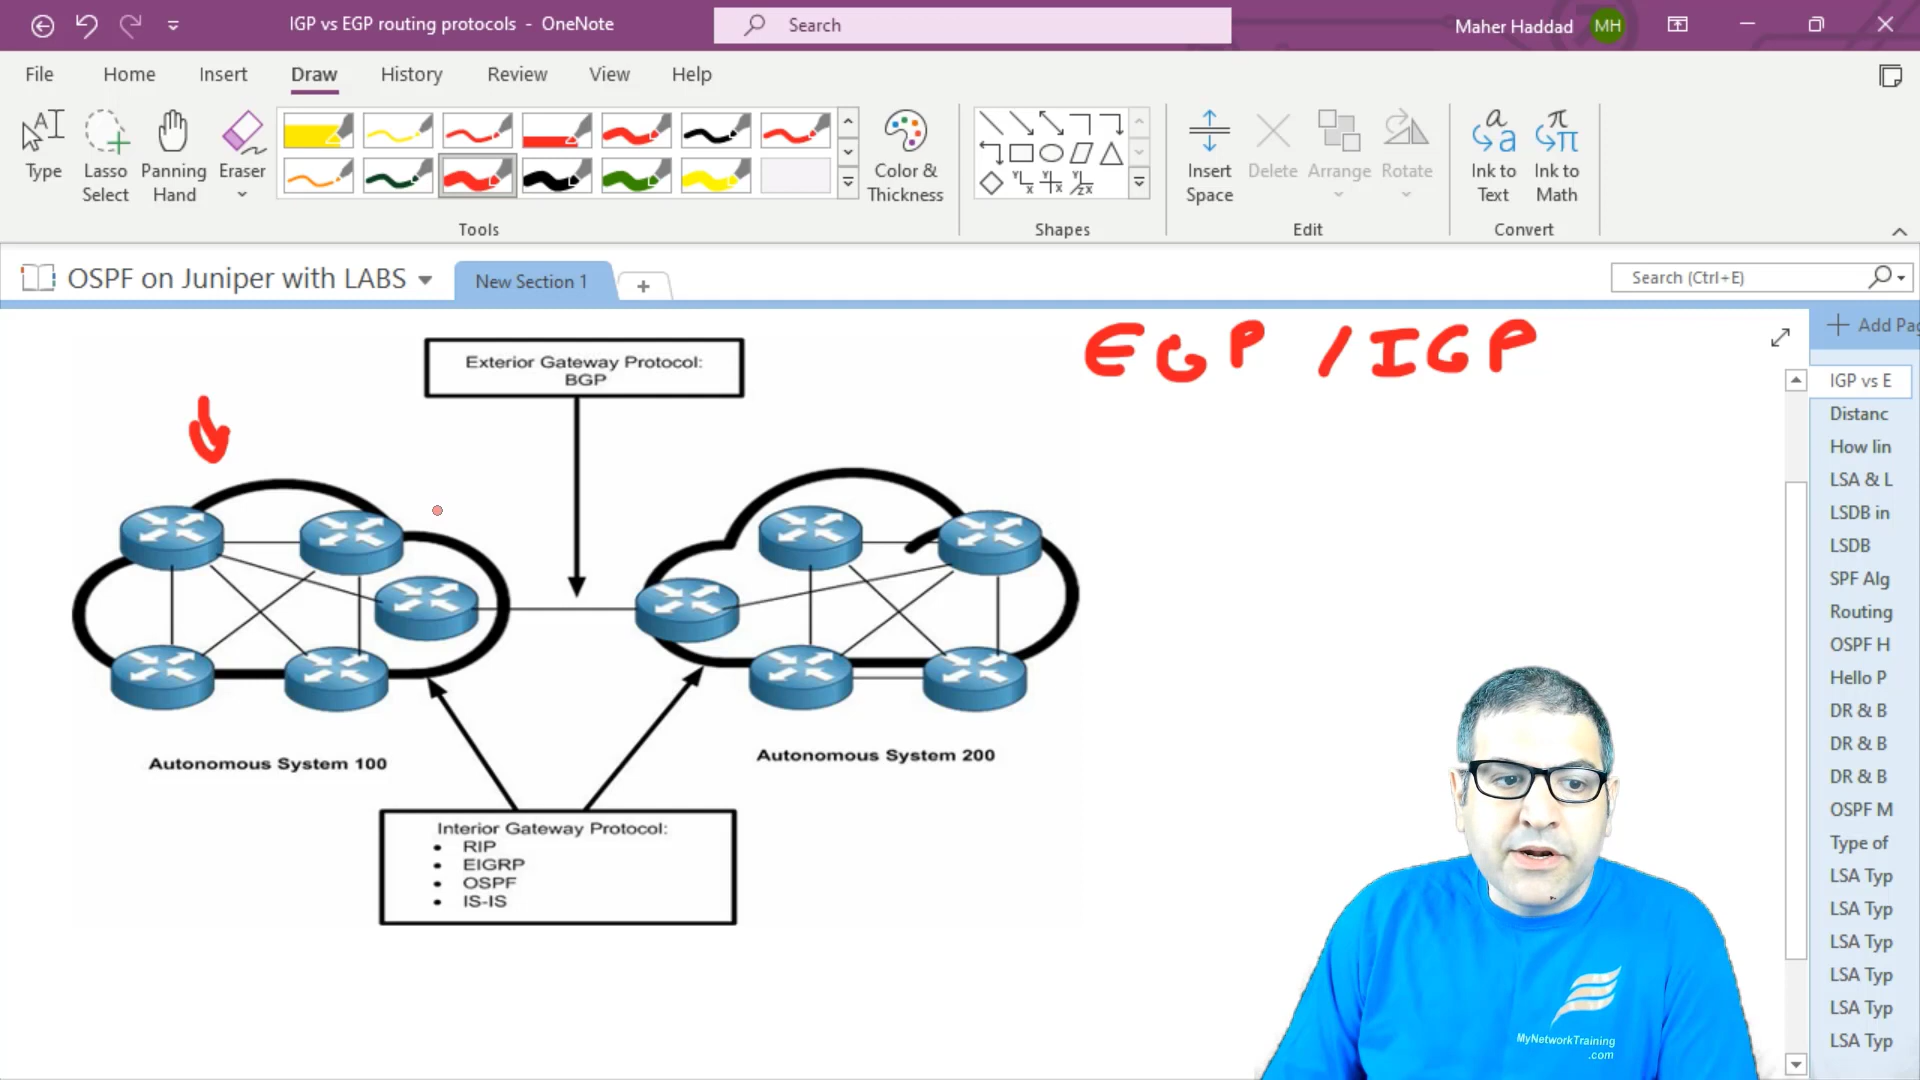 IGP vs EGP routing protocols - OneNote
Search
Maher Haddad
MH
File
Home
Insert
Draw
History
Review
View
Help
Type
Lasso
Select
Panning
Hand
Eraser
Color &
Thickness
Insert
Space
Delete
Arrange
Rotate
Ink to
Text
Ink to
Math
Tools
Shapes
Edit
Convert
OSPF on Juniper with LABS
New Section 1
Search (Ctrl+E)
Add Pag
Exterior Gateway Protocol:
BGP
EGP / IGP
Autonomous System 100
Autonomous System 200
Interior Gateway Protocol:
• RIP
• EIGRP
• OSPF
• IS-IS
MyNetworkTraining
.com
IGP vs E
Distanc
How lin
LSA & L
LSDB in
LSDB
SPF Alg
Routing
OSPF H
Hello P
DR & B
DR & B
DR & B
OSPF M
Type of
LSA Typ
LSA Typ
LSA Typ
LSA Typ
LSA Typ
LSA Typ